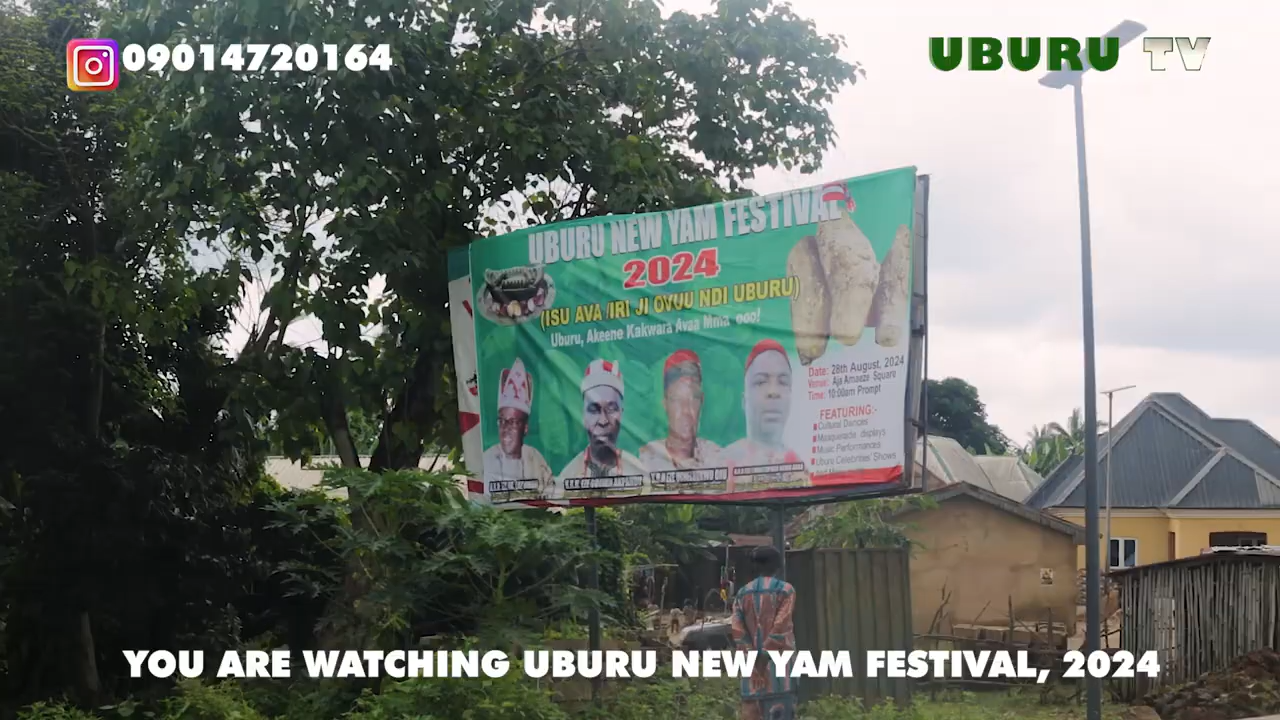 09014720164
UBURU TV
UBURU NEW YAM FESTIVAL
2024
(ISU AVA /IRI JI OVUU NDI UBURU)
Uburu, Akeene Kakwara Avaa Mma ooo!
Date: 28th August, 2024
Venue: Aja Amaeze Square
Time: 10:00am Prompt
FEATURING:-
Cultural Dances
Masquerade displays
Music Performances
Uburu Celebrities' Shows
YOU ARE WATCHING UBURU NEW YAM FESTIVAL, 2024